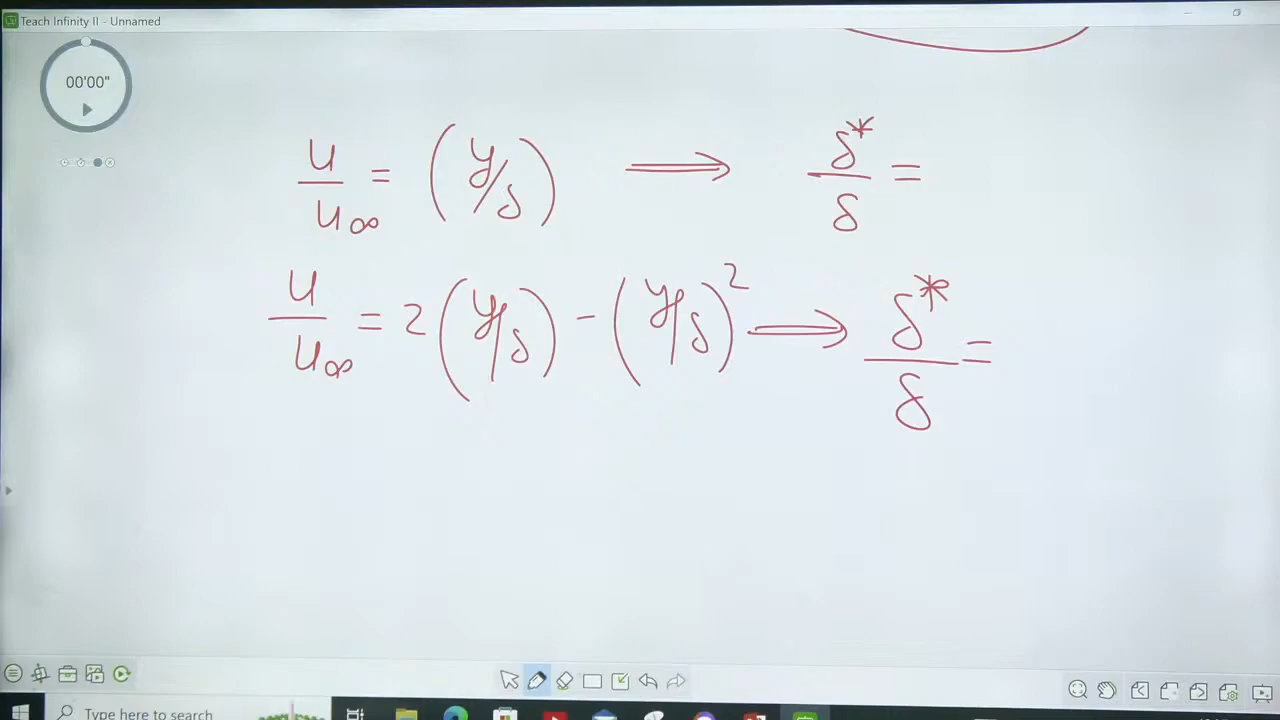 Teach Infinity II - Unnamed
00'00"
u/u∞ = (y/δ) ⟹ δ*/δ =
u/u∞ = 2(y/δ) - (y/δ)² ⟹ δ*/δ =
Type here to search